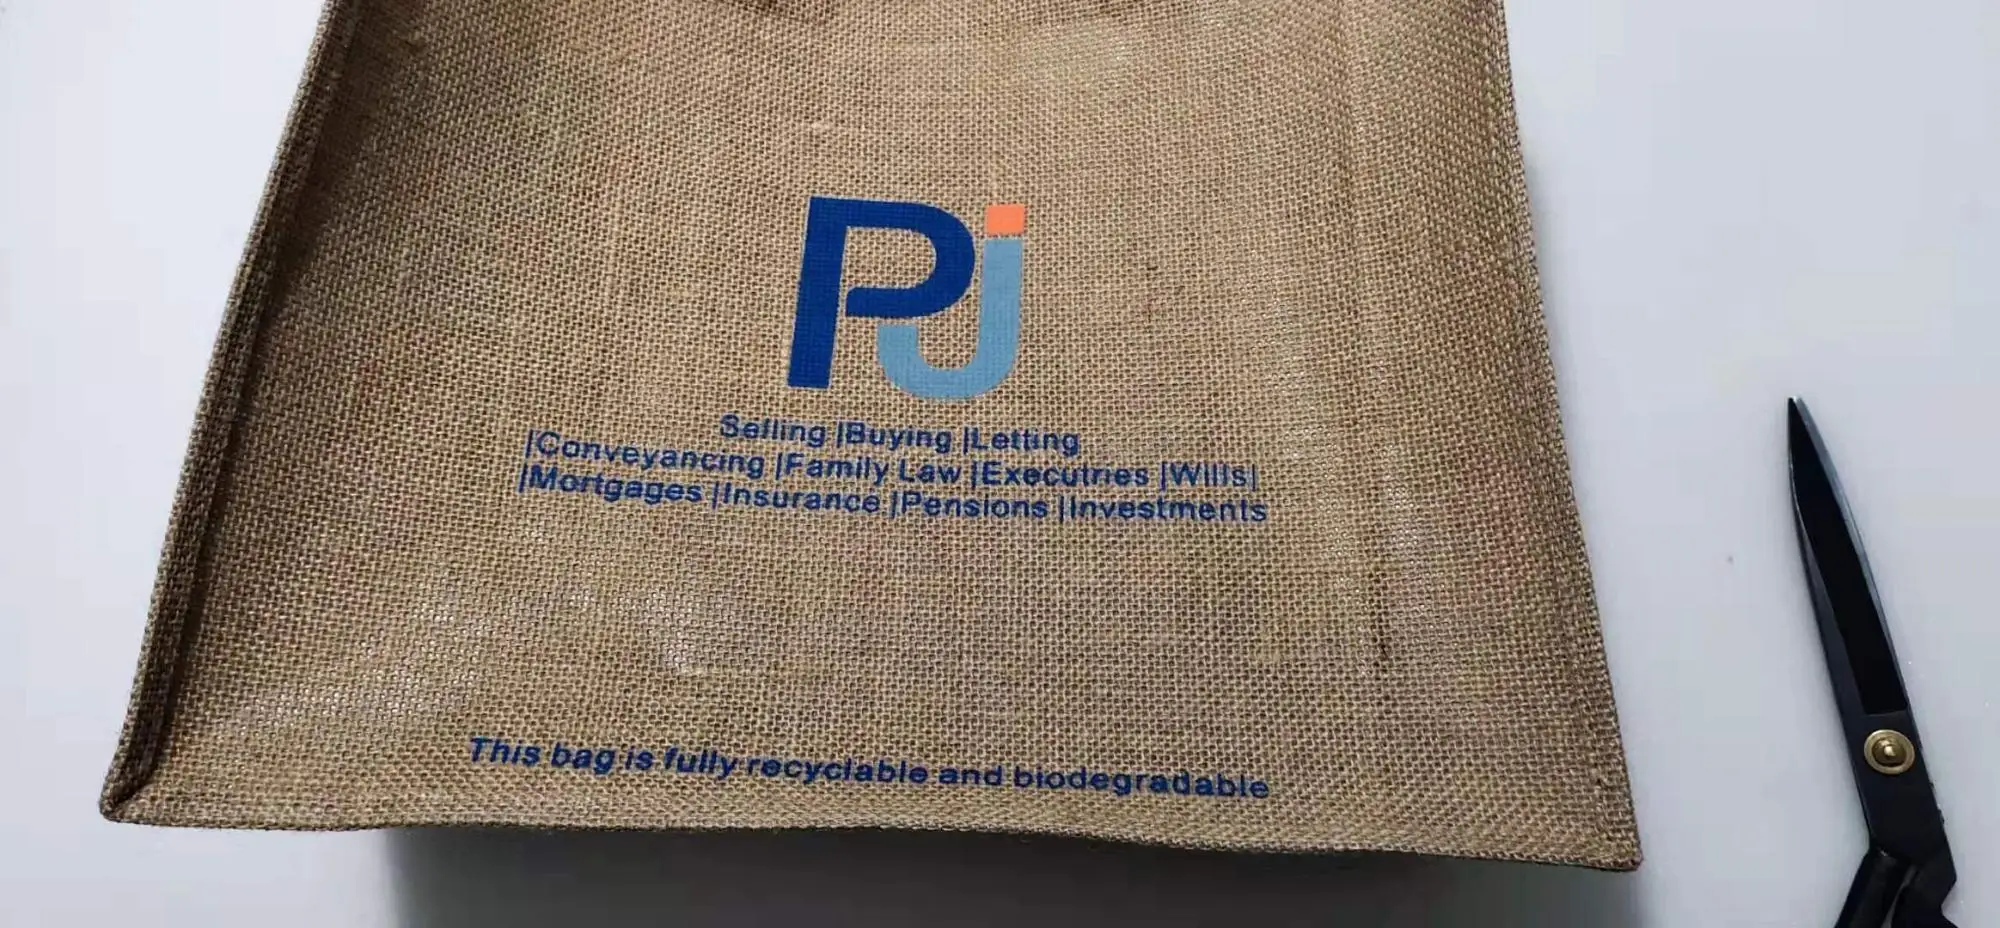 Pj
Selling |Buying |Letting
|Conveyancing |Family Law |Executries |Wills|
|Mortgages |Insurance |Pensions |Investments
This bag is fully recyclable and biodegradable